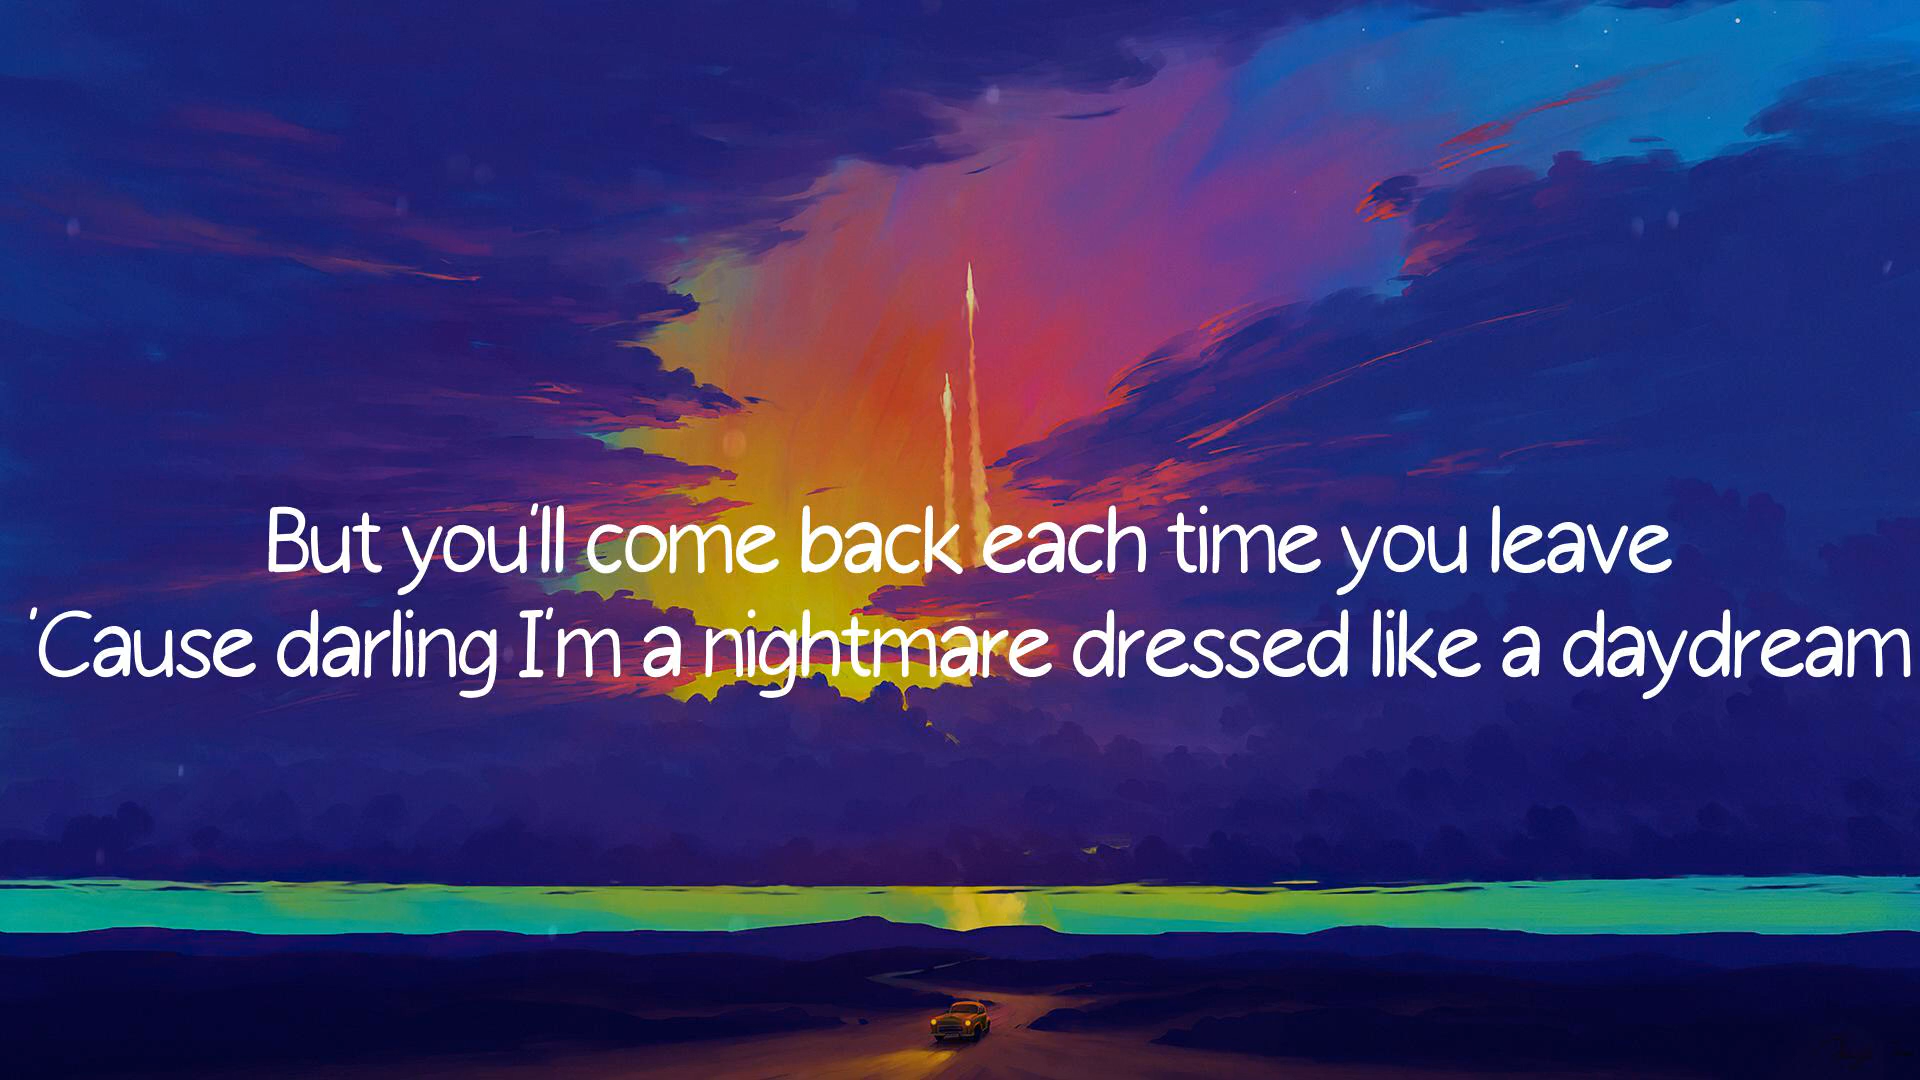 But you'll come back each time you leave
'Cause darling I'm a nightmare dressed like a daydream